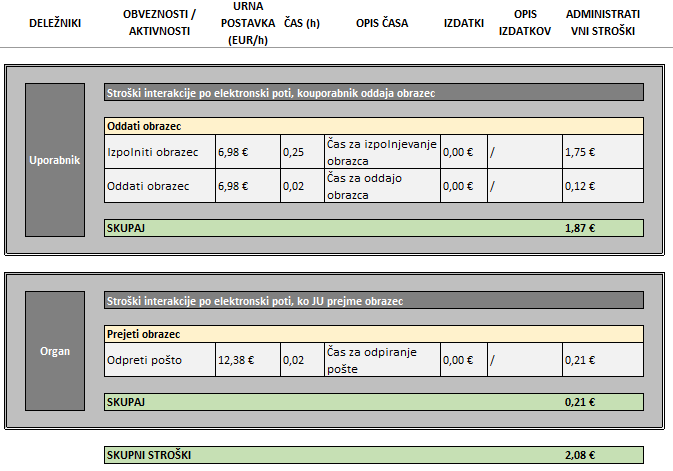 DELEŽNIKI OBVEZNOSTI / AKTIVNOSTI URNA POSTAVKA (EUR/h) ČAS (h) OPIS ČASA IZDATKI OPIS IZDATKOV ADMINISTRATI VNI STROŠKI
Uporabnik
Stroški interakcije po elektronski poti, kouporabnik oddaja obrazec
Oddati obrazec
Izpolniti obrazec 6,98 € 0,25 Čas za izpolnjevanje obrazca 0,00 € / 1,75 €
Oddati obrazec 6,98 € 0,02 Čas za oddajo obrazca 0,00 € / 0,12 €
SKUPAJ 1,87 €
Organ
Stroški interakcije po elektronski poti, ko JU prejme obrazec
Prejeti obrazec
Odpreti pošto 12,38 € 0,02 Čas za odpiranje pošte 0,00 € / 0,21 €
SKUPAJ 0,21 €
SKUPNI STROŠKI 2,08 €